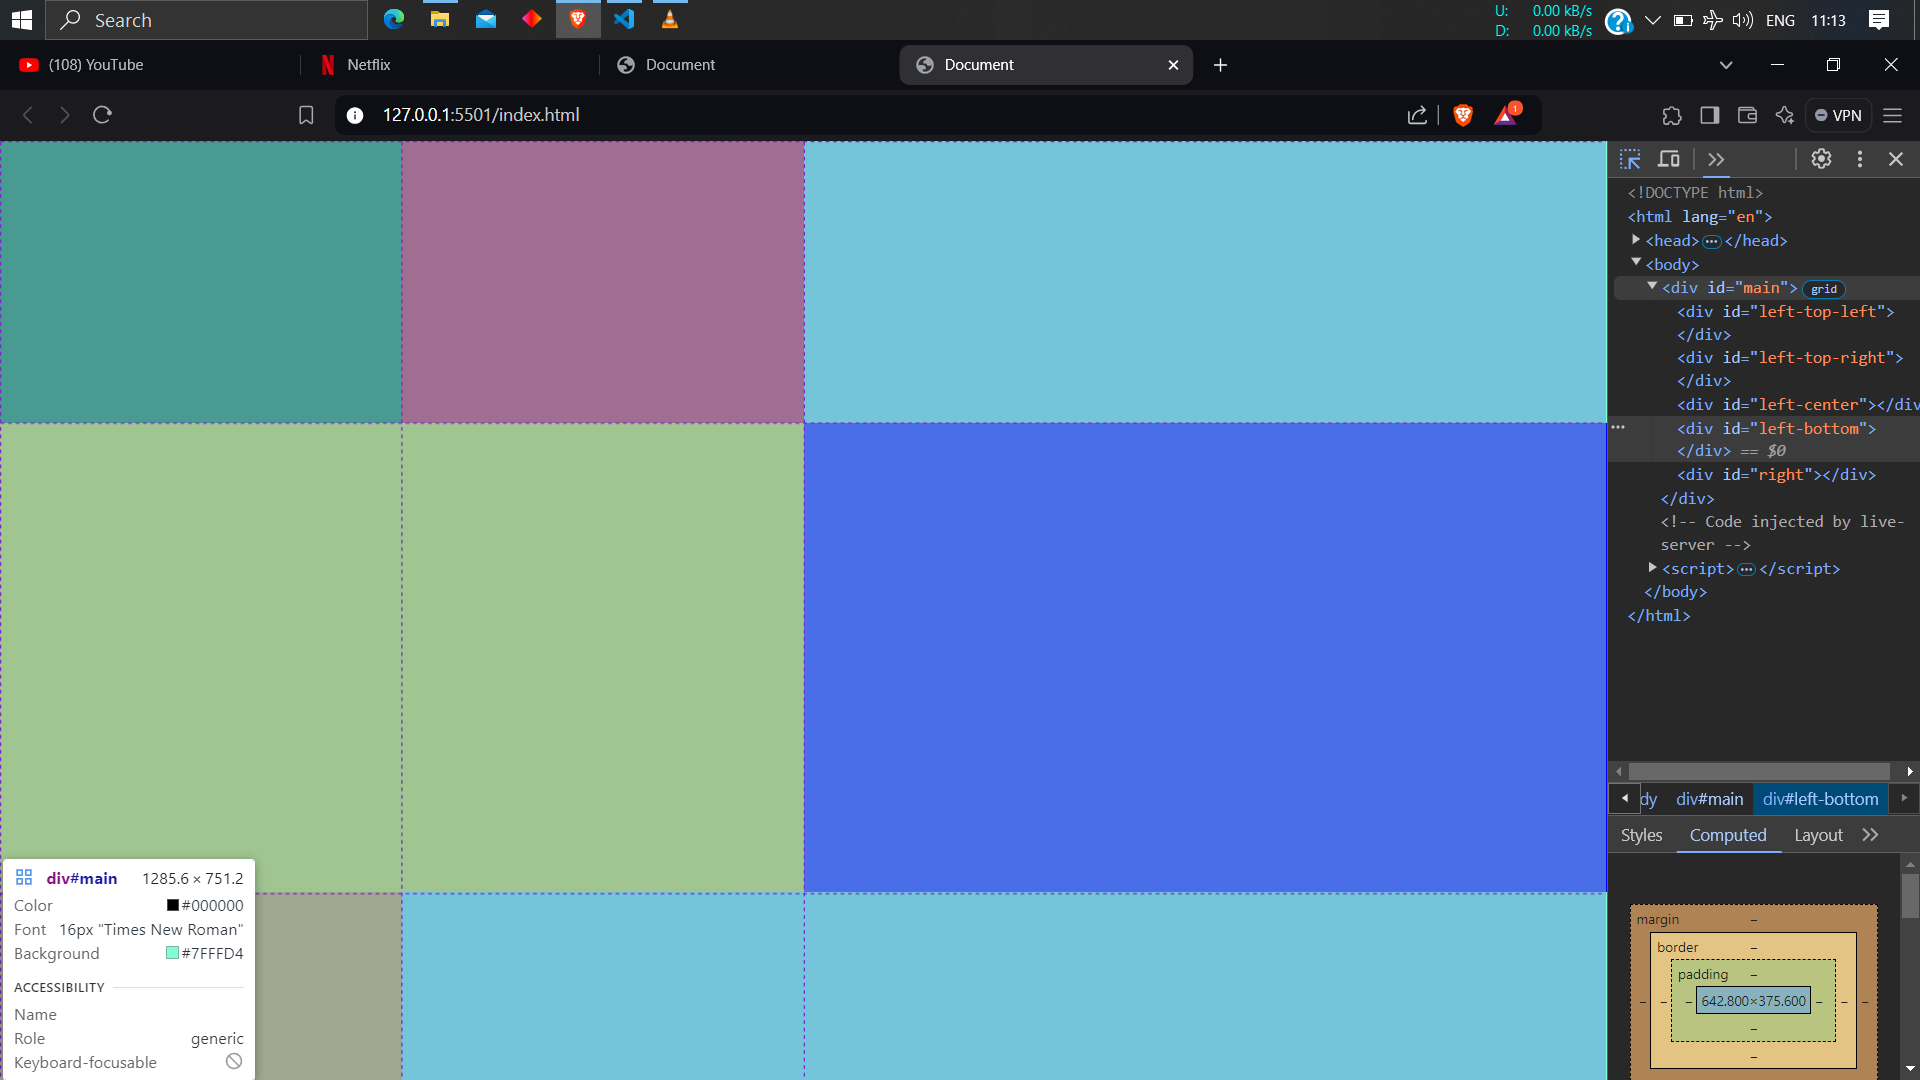 Search
U: 0.00 kB/s
D: 0.00 kB/s
ENG
11:13
(108) YouTube
Netflix
Document
Document
127.0.0.1:5501/index.html
1
VPN
<!DOCTYPE html>
<html lang="en">
<head>
</head>
<body>
<div id="main">
grid
<div id="left-top-left">
</div>
<div id="left-top-right">
</div>
<div id="left-center"></div
<div id="left-bottom">
</div> == $0
<div id="right"></div>
</div>
<!-- Code injected by live-
server -->
<script>
</script>
</body>
</html>
dy
div#main
div#left-bottom
Styles
Computed
Layout
margin –
border –
padding –
– – – 642.800×375.600 – – –
–
–
div#main 1285.6 × 751.2
Color #000000
Font 16px "Times New Roman"
Background #7FFFD4
ACCESSIBILITY
Name
Role generic
Keyboard-focusable